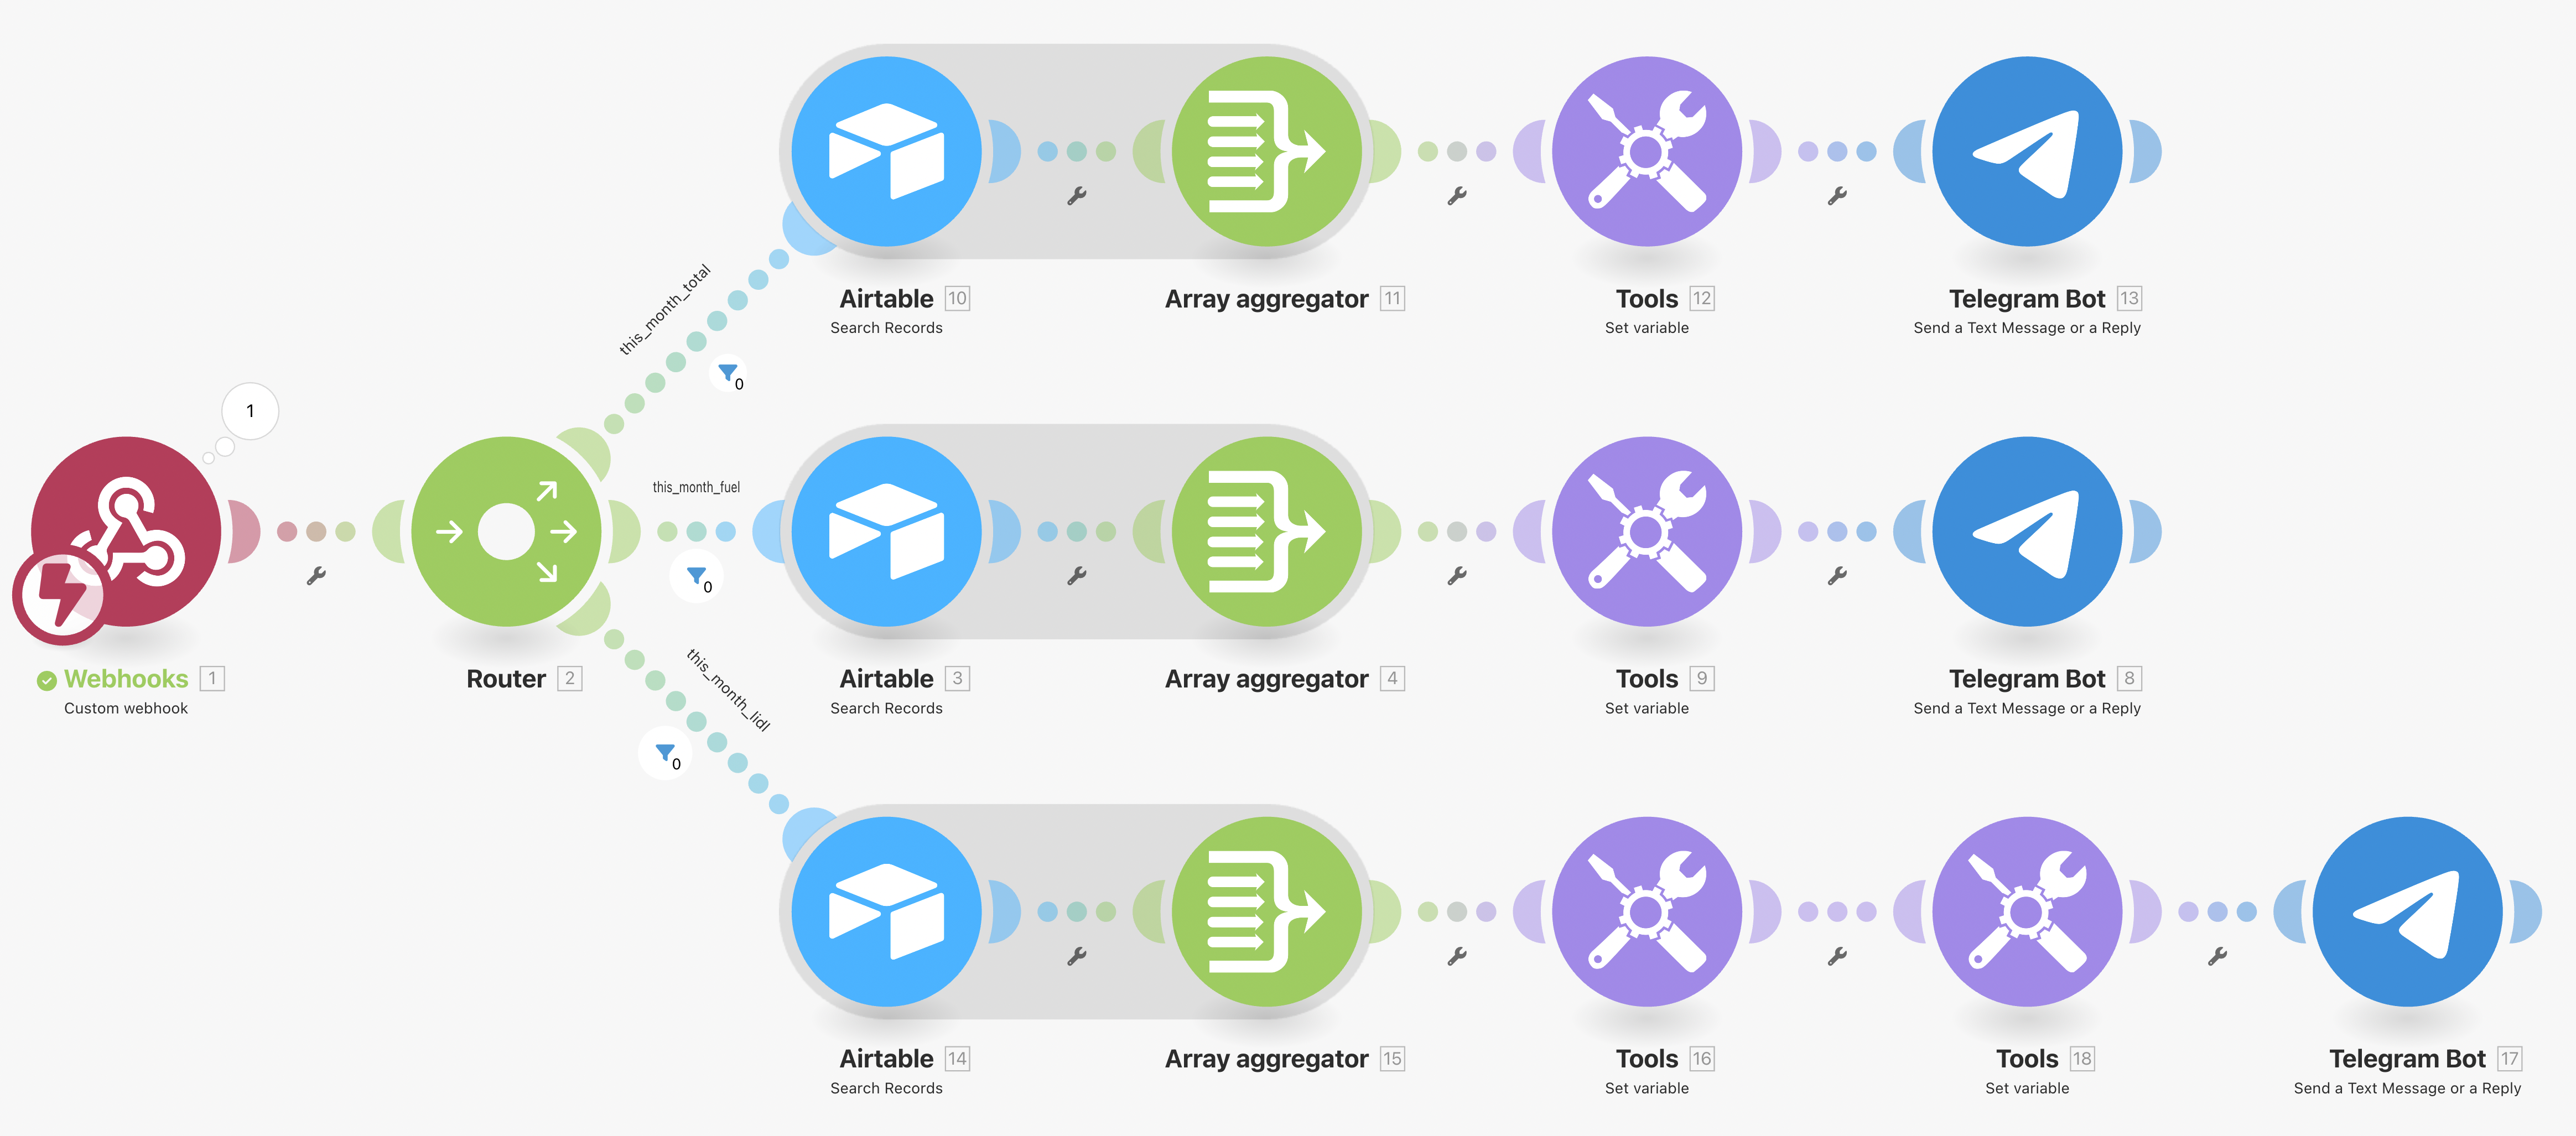 Airtable 10
Search Records
Array aggregator 11
Tools 12
Set variable
Telegram Bot 13
Send a Text Message or a Reply
this_month_total
0
1
Webhooks 1
Custom webhook
Router 2
this_month_fuel
0
Airtable 3
Search Records
Array aggregator 4
Tools 9
Set variable
Telegram Bot 8
Send a Text Message or a Reply
this_month_lidl
0
Airtable 14
Search Records
Array aggregator 15
Tools 16
Set variable
Tools 18
Set variable
Telegram Bot 17
Send a Text Message or a Reply